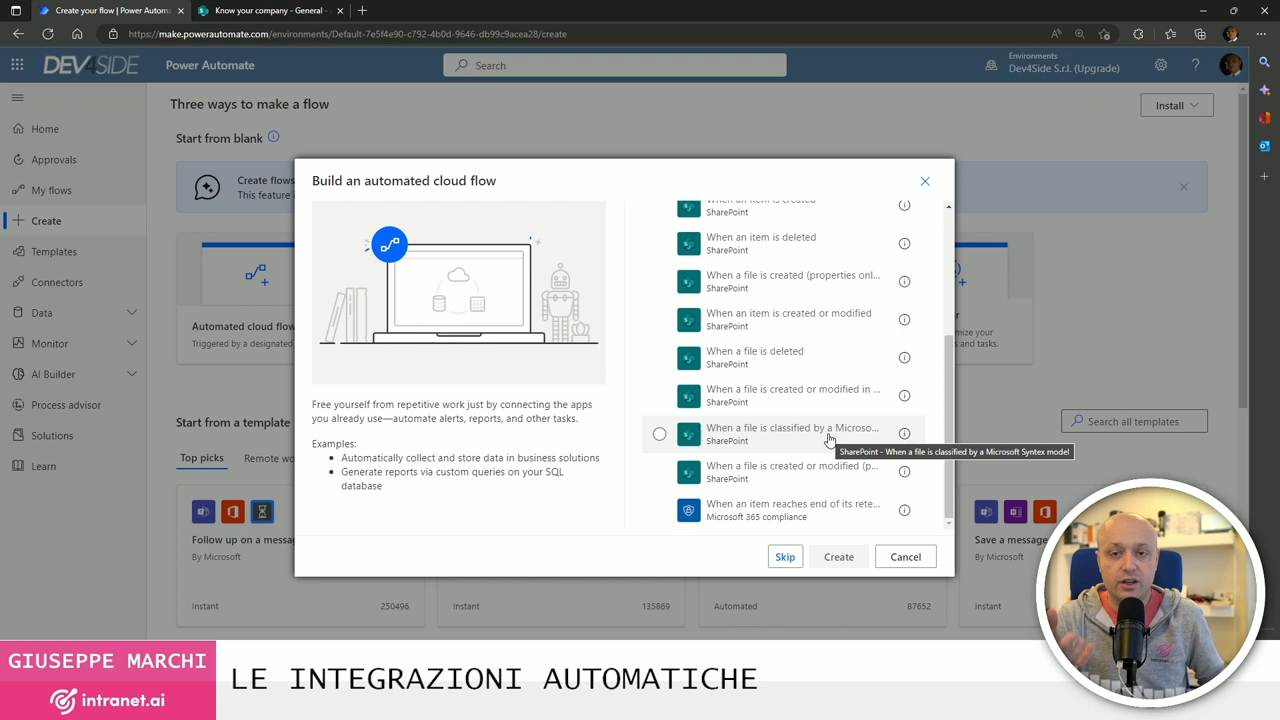 Create your flow | Power Autom
Know your company - General -
https://make.powerautomate.com/environments/Default-7e5f4e90-c792-4b0d-9646-db99c9acea28/create
DEV4SIDE
Power Automate
Search
Environments
Dev4Side S.r.l. (Upgrade)
Home
Approvals
My flows
Create
Templates
Connectors
Data
Monitor
AI Builder
Process advisor
Solutions
Learn
Three ways to make a flow
Install
Start from blank
Create flows
This feature i
Automated cloud flow
Triggered by a designated
mize your
s and tasks.
Build an automated cloud flow
Free yourself from repetitive work just by connecting the apps
you already use—automate alerts, reports, and other tasks.
Examples:
Automatically collect and store data in business solutions
Generate reports via custom queries on your SQL
database
When an item is created
SharePoint
When an item is deleted
SharePoint
When a file is created (properties onl...
SharePoint
When an item is created or modified
SharePoint
When a file is deleted
SharePoint
When a file is created or modified in ...
SharePoint
When a file is classified by a Microso...
SharePoint
SharePoint - When a file is classified by a Microsoft Syntex model
When a file is created or modified (p...
SharePoint
When an item reaches end of its rete...
Microsoft 365 compliance
Skip
Create
Cancel
Start from a template
Search all templates
Top picks
Remote wo
Follow up on a messa
By Microsoft
Instant
250496
Instant
135869
Automated
87652
Save a message
By Microsoft
Instant
GIUSEPPE MARCHI
intranet.ai
LE INTEGRAZIONI AUTOMATICHE